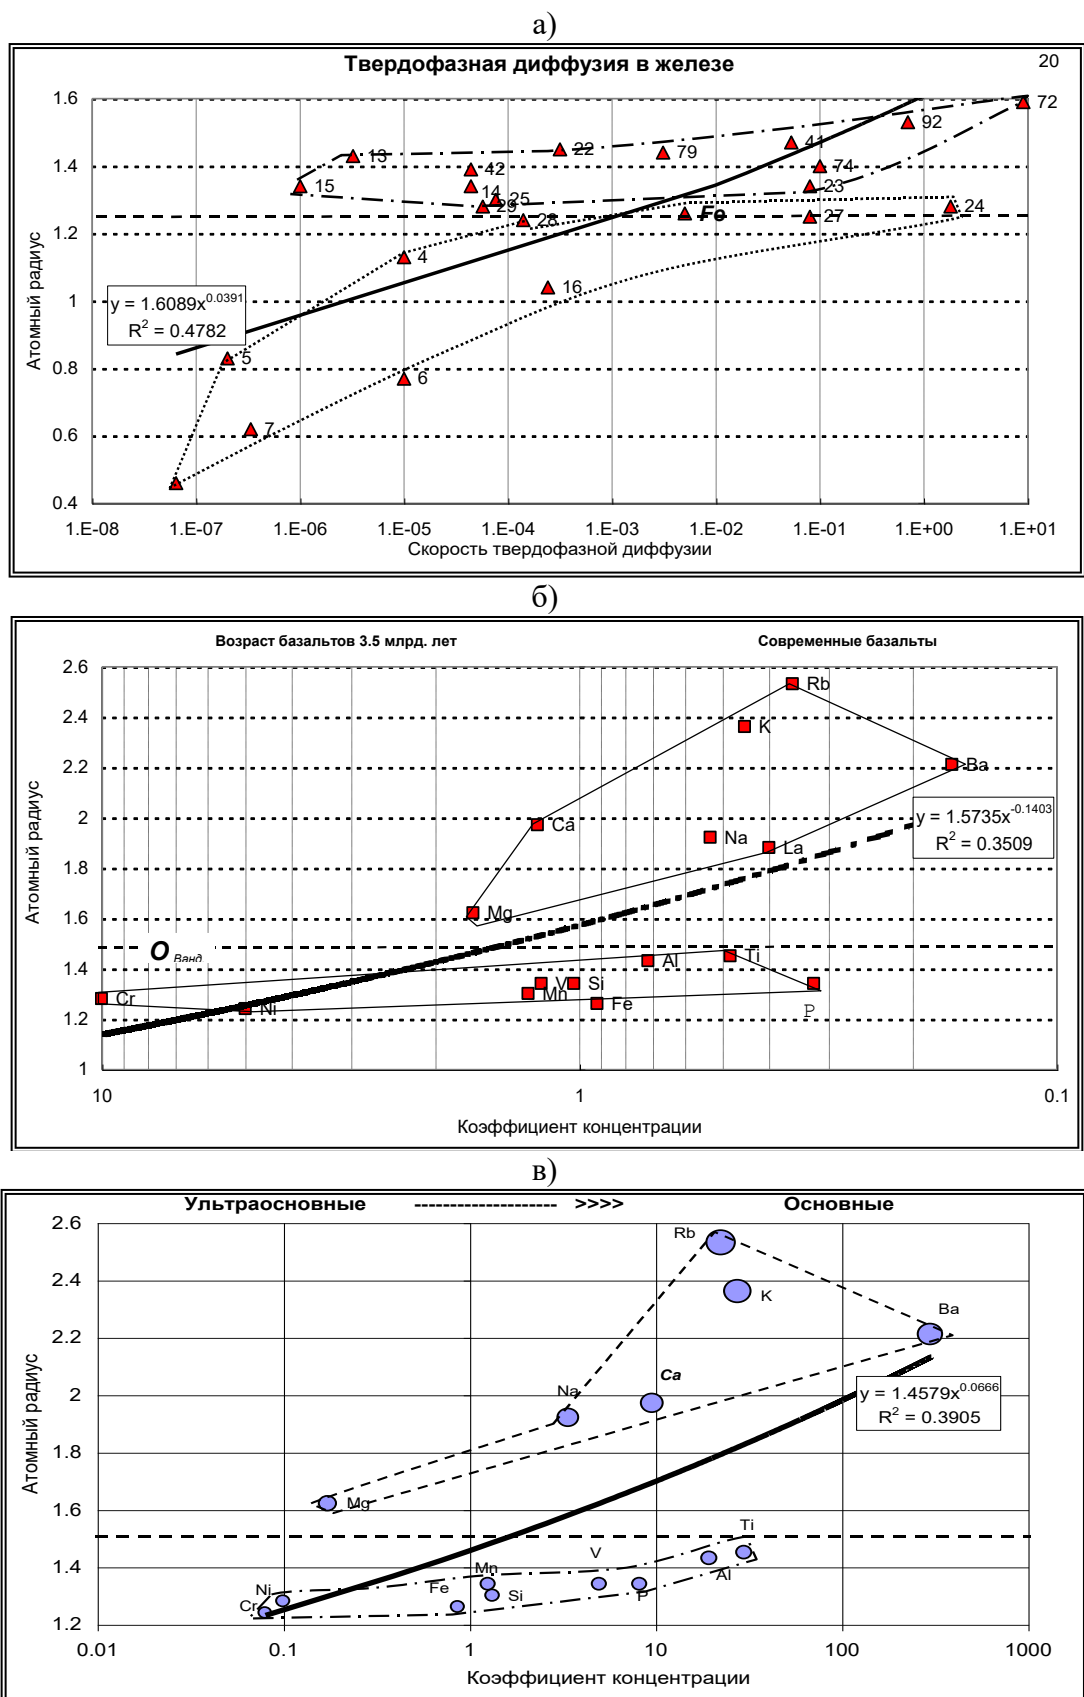 а)
Твердофазная диффузия в железе
20
1.6
1.4
1.2
1
0.8
0.6
0.4
Атомный радиус
72
92
41
22
79
13
74
42
15
14
23
25
29
Fe
24
27
28
4
16
5
6
7
y = 1.6089x^0.0391
R² = 0.4782
1.E-08 1.E-07 1.E-06 1.E-05 1.E-04 1.E-03 1.E-02 1.E-01 1.E+00 1.E+01
Скорость твердофазной диффузии
б)
Возраст базальтов 3.5 млрд. лет Современные базальты
2.6
2.4
2.2
2
1.8
1.6
1.4
1.2
1
Атомный радиус
Rb
K
Ba
y = 1.5735x^-0.1403
R² = 0.3509
Ca
Na
La
Mg
O Ванд
Al
Ti
V
Si
Mn
Fe
P
Cr
Ni
10 1 0.1
Коэффициент концентрации
в)
Ультраосновные ------------------- >>>> Основные
2.6
2.4
2.2
2
1.8
1.6
1.4
1.2
Атомный радиус
Rb
K
Ba
Ca
Na
y = 1.4579x^0.0666
R² = 0.3905
Mg
Ti
V
Mn
Al
Ni
Fe
Si
P
Cr
0.01 0.1 1 10 100 1000
Коэффициент концентрации